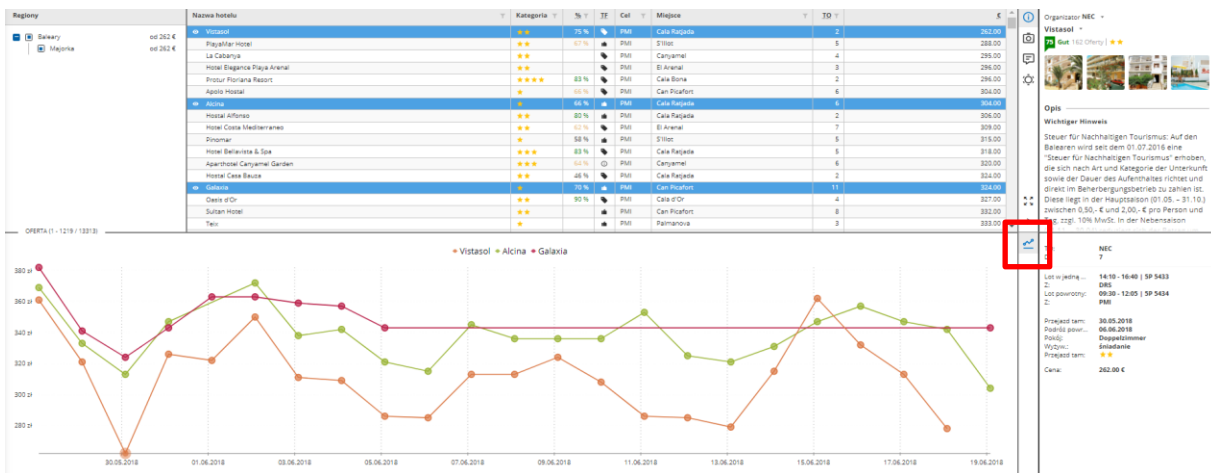 Regiony
Baleary od 262 €
Majorka od 262 €
Nazwa hotelu Kategoria % TF Cel Miejsce TO €
Vistasol 75 % PMI Cala Ratjada 2 262.00
PlayaMar Hotel 67 % PMI S'Illot 5 288.00
La Cabanya PMI Canyamel 4 295.00
Hotel Elegance Playa Arenal PMI El Arenal 3 296.00
Protur Floriana Resort 83 % PMI Cala Bona 2 296.00
Apolo Hostal 66 % PMI Can Picafort 6 304.00
Alcina 66 % PMI Cala Ratjada 6 304.00
Hostal Alfonso 80 % PMI Cala Ratjada 2 306.00
Hotel Costa Mediterraneo 62 % PMI El Arenal 7 309.00
Pinomar 58 % PMI S'Illot 5 315.00
Hotel Bellavista & Spa 83 % PMI Cala Ratjada 5 318.00
Aparthotel Canyamel Garden 64 % PMI Canyamel 6 320.00
Hostal Casa Bauza 46 % PMI Cala Ratjada 2 324.00
Galaxia 70 % PMI Can Picafort 11 324.00
Oasis d'Or 90 % PMI Cala d'Or 4 327.00
Sultan Hotel PMI Can Picafort 8 332.00
Teix PMI Palmanova 3 333.00
OFERTA (1 - 1219 / 13313)
Vistasol Alcina Galaxia
380 zł
360 zł
340 zł
320 zł
300 zł
280 zł
30.05.2018 01.06.2018 03.06.2018 05.06.2018 07.06.2018 09.06.2018 11.06.2018 13.06.2018 15.06.2018 17.06.2018 19.06.2018
Organizator NEC
Vistasol
75 Gut 162 Oferty
Opis
Wichtiger Hinweis
Steuer für Nachhaltigen Tourismus: Auf den
Balearen wird seit dem 01.07.2016 eine
"Steuer für Nachhaltigen Tourismus" erhoben,
die sich nach Art und Kategorie der Unterkunft
sowie der Dauer des Aufenthaltes richtet und
direkt im Beherbergungsbetrieb zu zahlen ist.
Diese liegt in der Hauptsaison (01.05. – 31.10.)
zwischen 0,50,- € und 2,00,- € pro Person und
Tag, zzgl. 10% MwSt. In der Nebensaison
NEC
7
Lot w jedną ... 14:10 - 16:40 | SP 5433
Z: DRS
Lot powrotny: 09:30 - 12:05 | SP 5434
Z: PMI
Przejazd tam: 30.05.2018
Podróż powr... 06.06.2018
Pokój: Doppelzimmer
Wyżyw.: śniadanie
Przejazd tam:
Cena: 262.00 €